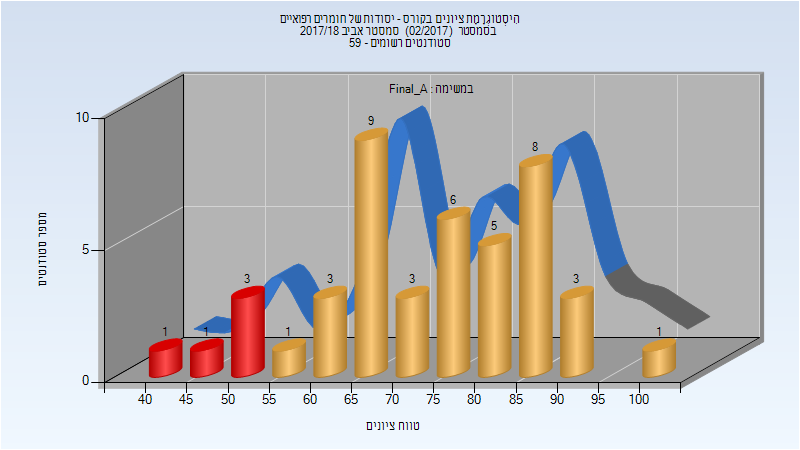 הִיסְטוֹגְרָמַת ציונים בקורס - יסודות של חומרים רפואיים
בסמסטר (02/2017) סמסטר אביב 2017/18
סטודנטים רשומים - 59
במשימה : Final_A
מספר סטודנטים
10
5
0
1
1
3
1
3
9
3
6
5
8
3
1
40 45 50 55 60 65 70 75 80 85 90 95 100
טווח ציונים